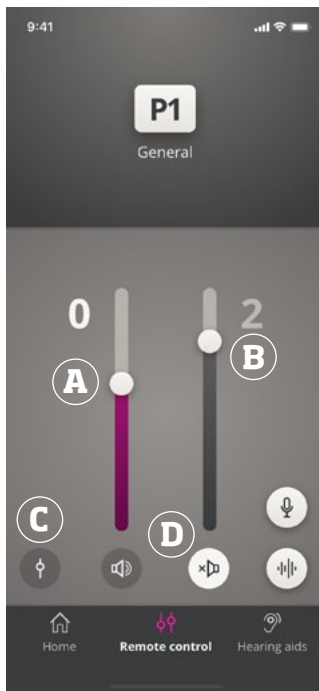 9:41
P1
General
0
2
A
B
C
D
Home
Remote control
Hearing aids